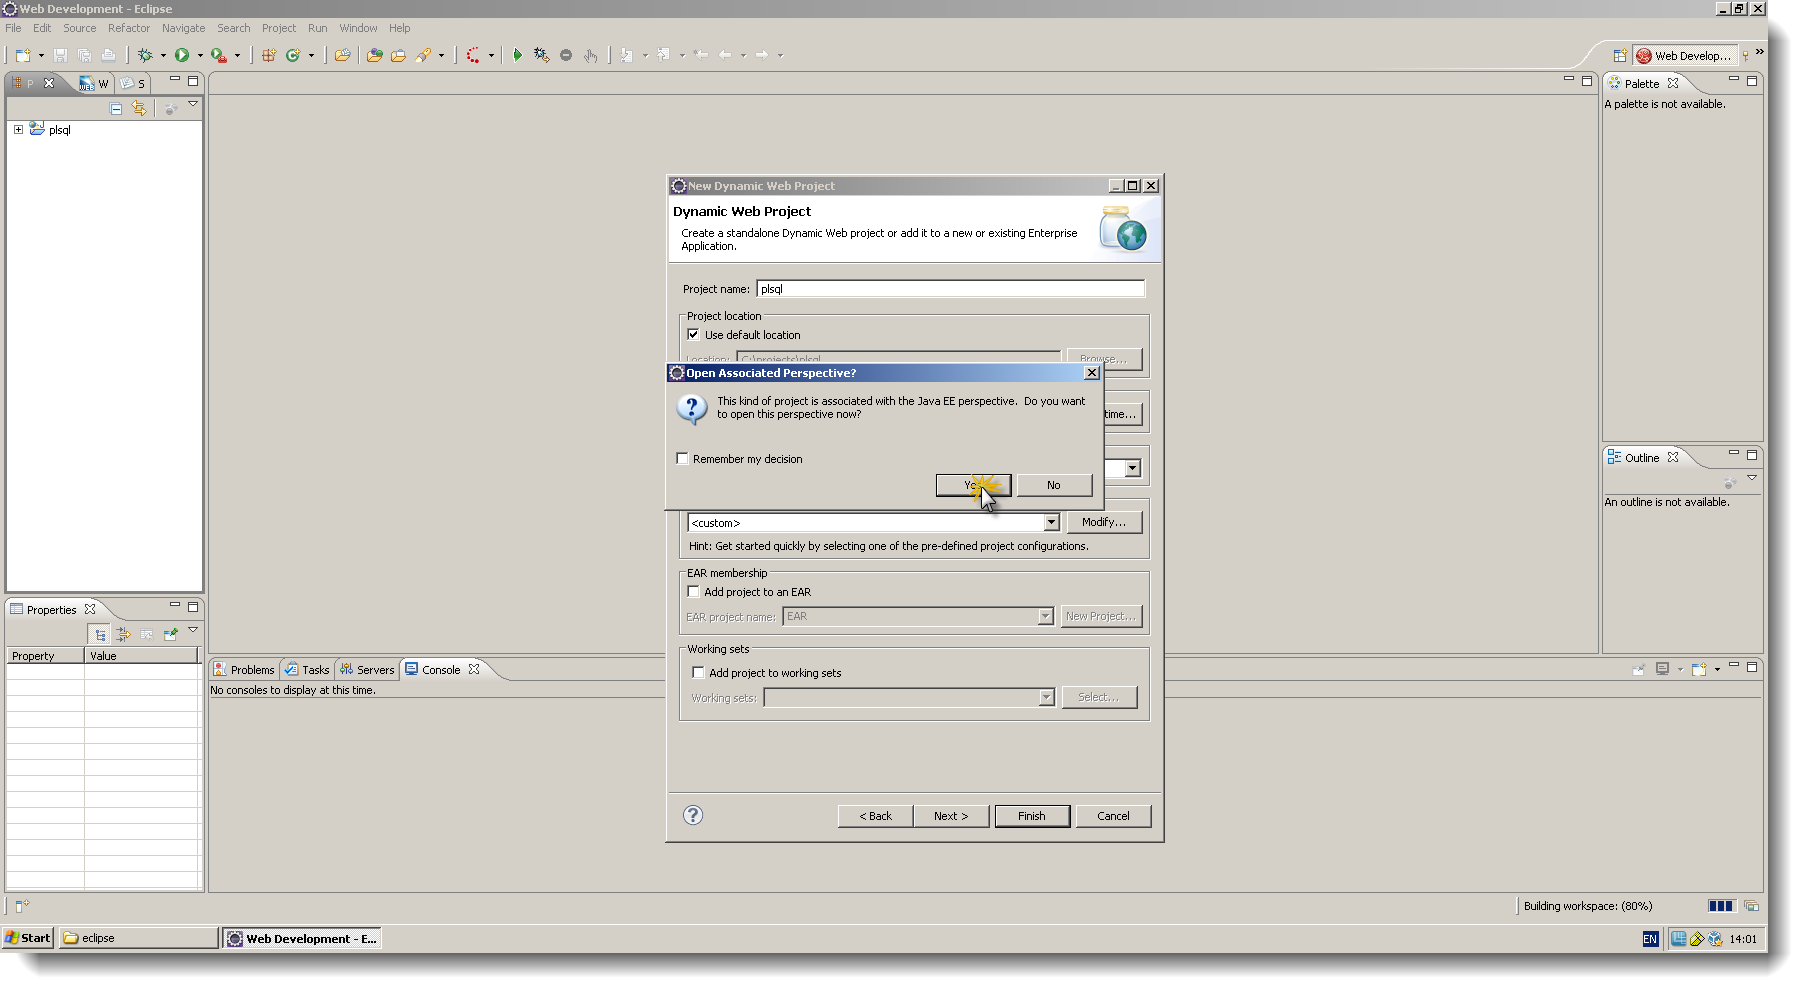 Web Development - Eclipse
File Edit Source Refactor Navigate Search Project Run Window Help
Web Develop... »
P W S
plsql
Palette
A palette is not available.
New Dynamic Web Project
Dynamic Web Project
Create a standalone Dynamic Web project or add it to a new or existing Enterprise
Application.
Project name: plsql
Project location
Use default location
Location: C:\projects\plsql Browse...
Open Associated Perspective?
This kind of project is associated with the Java EE perspective. Do you want
to open this perspective now?
Remember my decision
No
time...
<custom> Modify...
Hint: Get started quickly by selecting one of the pre-defined project configurations.
EAR membership
Add project to an EAR
EAR project name: EAR New Project...
Working sets
Add project to working sets
Working sets: Select...
< Back Next > Finish Cancel
Outline
An outline is not available.
Properties
Property Value
Problems Tasks Servers Console
No consoles to display at this time.
Building workspace: (80%)
Start eclipse Web Development - E... EN 14:01